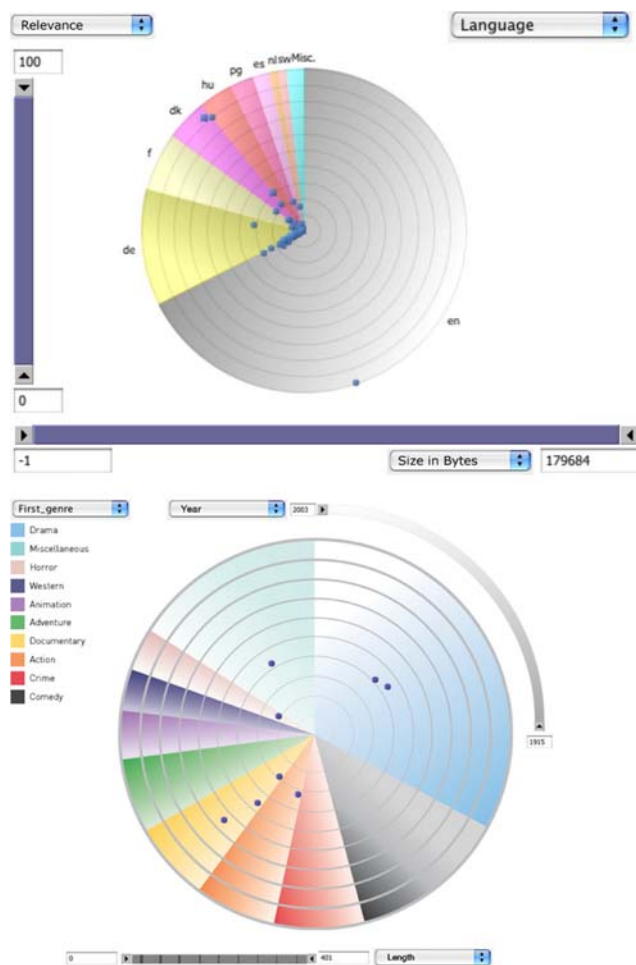 Relevance
Language
100
pg
es
nl
sw
Misc.
hu
dk
f
de
en
0
-1
Size in Bytes
179684
First_genre
Year
2003
Drama
Miscellaneous
Horror
Western
Animation
Adventure
Documentary
Action
Crime
Comedy
1915
0
401
Length